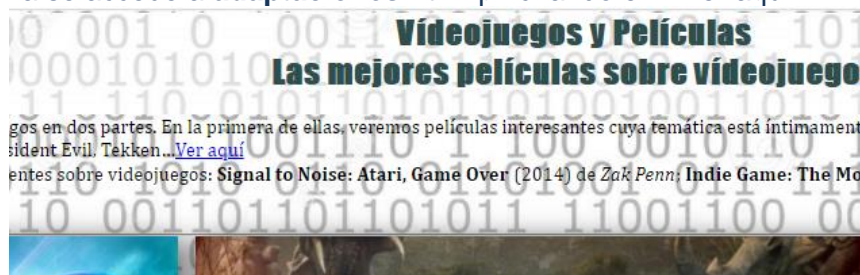 Vídeojuegos y Películas
Las mejores películas sobre vídeojuego
gos en dos partes. En la primera de ellas, veremos películas interesantes cuya temática está íntimament
sident Evil, Tekken...Ver aquí
entes sobre videojuegos: Signal to Noise: Atari, Game Over (2014) de Zak Penn; Indie Game: The Mo